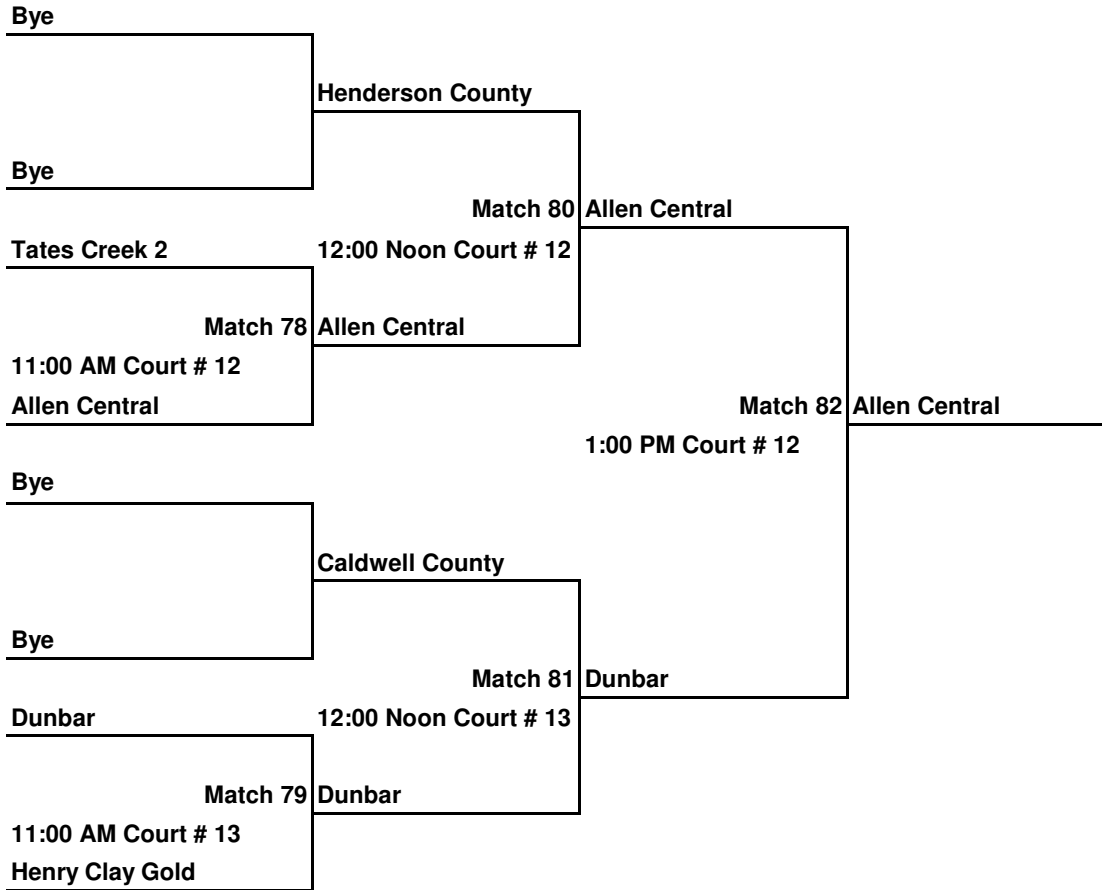 Bye
Henderson County
Bye
Match 80 Allen Central
Tates Creek 2 12:00 Noon Court # 12
Match 78 Allen Central
11:00 AM Court # 12
Allen Central Match 82 Allen Central
1:00 PM Court # 12
Bye
Caldwell County
Bye
Match 81 Dunbar
Dunbar 12:00 Noon Court # 13
Match 79 Dunbar
11:00 AM Court # 13
Henry Clay Gold